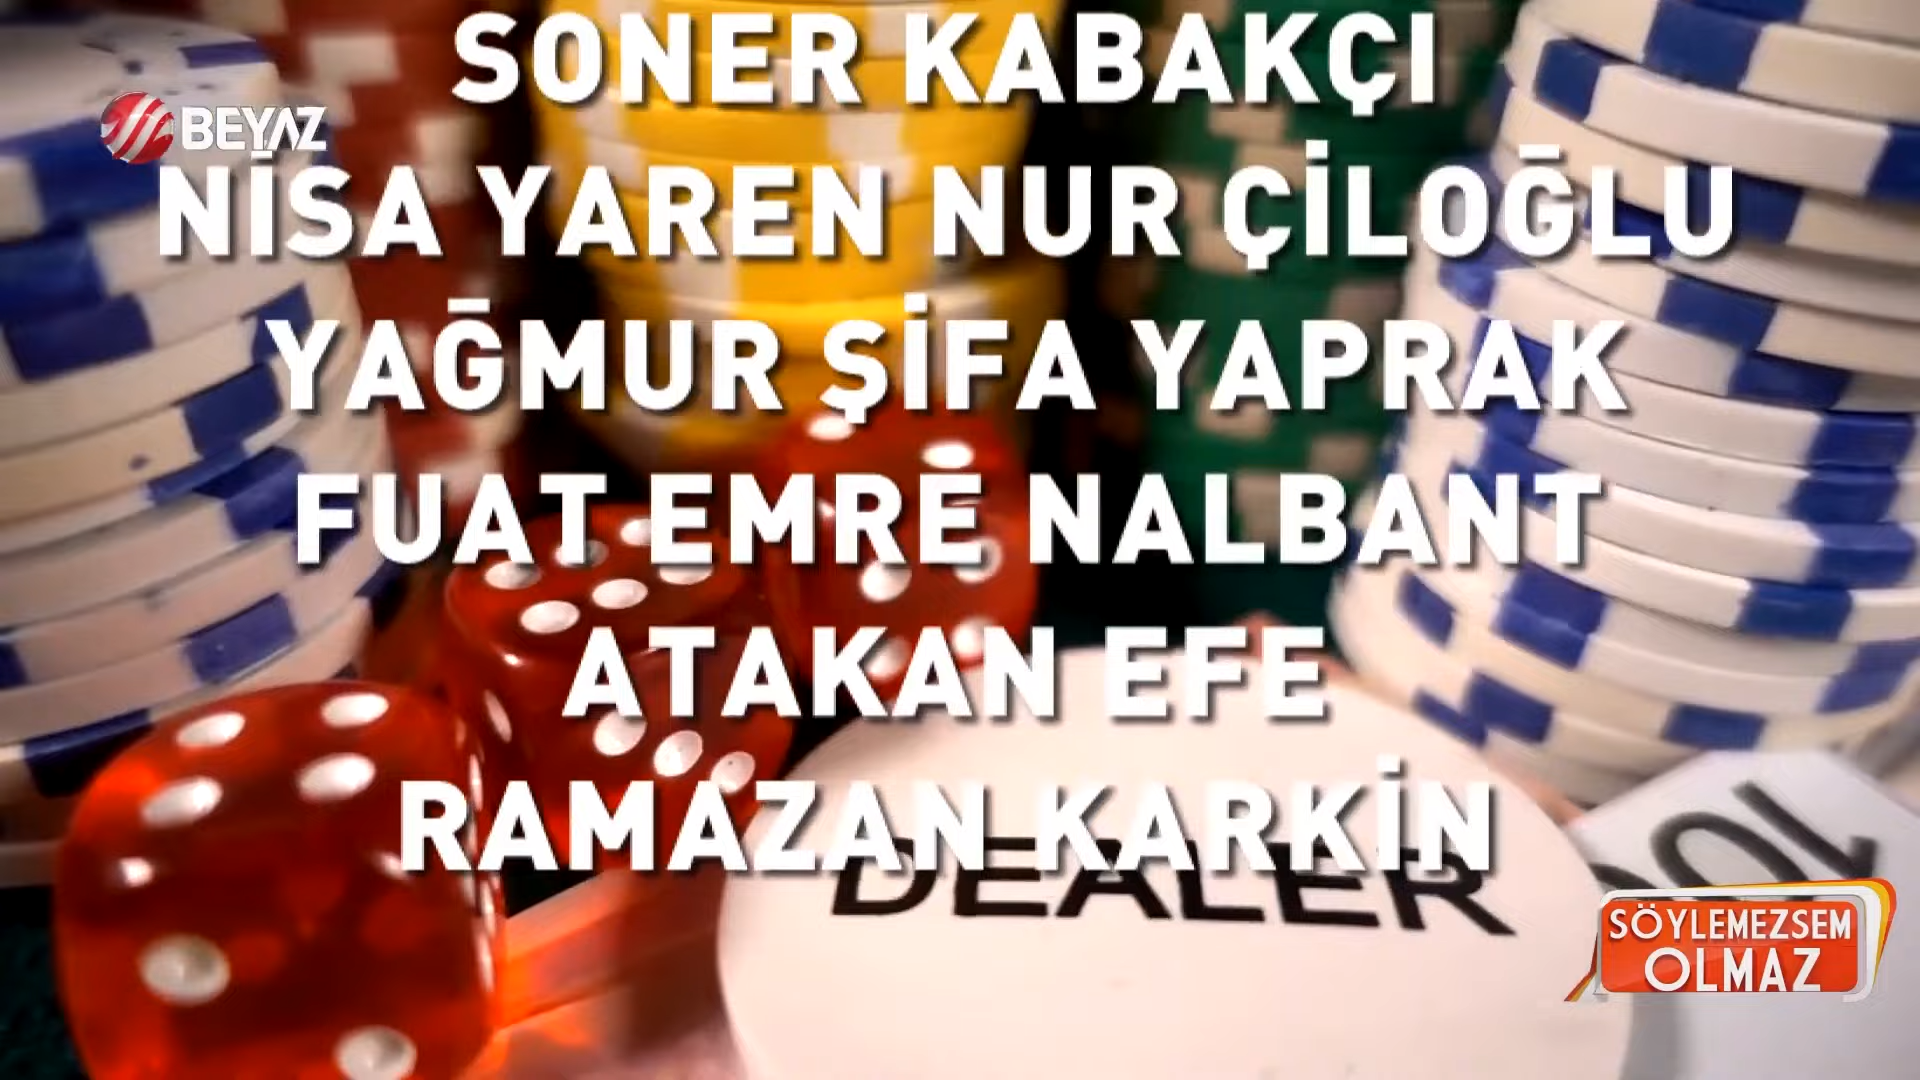 SONER KABAKÇI
BEYAZ
NİSA YAREN NUR ÇİLOĞLU
YAĞMUR ŞİFA YAPRAK
FUAT EMRE NALBANT
ATAKAN EFE
RAMAZAN KARKİN
DEALER
SÖYLEMEZSEM
OLMAZ